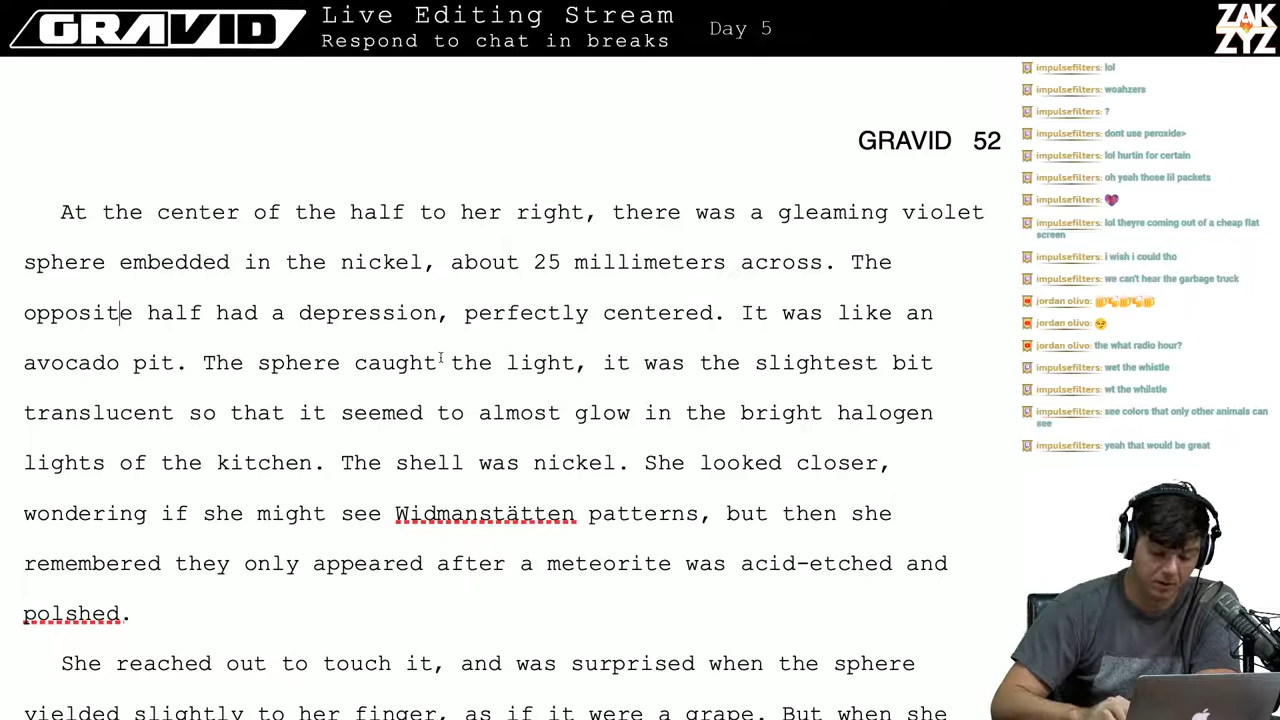 GRAVID
Live Editing Stream
Respond to chat in breaks
Day 5
ZAK
ZYZ
GRAVID 52
At the center of the half to her right, there was a gleaming violet
sphere embedded in the nickel, about 25 millimeters across. The
opposite half had a depression, perfectly centered. It was like an
avocado pit. The sphere caught the light, it was the slightest bit
translucent so that it seemed to almost glow in the bright halogen
lights of the kitchen. The shell was nickel. She looked closer,
wondering if she might see Widmanstätten patterns, but then she
remembered they only appeared after a meteorite was acid-etched and
polshed.
She reached out to touch it, and was surprised when the sphere
yielded slightly to her finger, as if it were a grape. But when she
impulsefilters: lol
impulsefilters: woahzers
impulsefilters: ?
impulsefilters: dont use peroxide>
impulsefilters: lol hurtin for certain
impulsefilters: oh yeah those lil packets
impulsefilters:
impulsefilters: lol theyre coming out of a cheap flat
screen
impulsefilters: i wish i could tho
impulsefilters: we can't hear the garbage truck
jordan olivo:
jordan olivo:
jordan olivo: the what radio hour?
impulsefilters: wet the whistle
impulsefilters: wt the whilstle
impulsefilters: see colors that only other animals can
see
impulsefilters: yeah that would be great